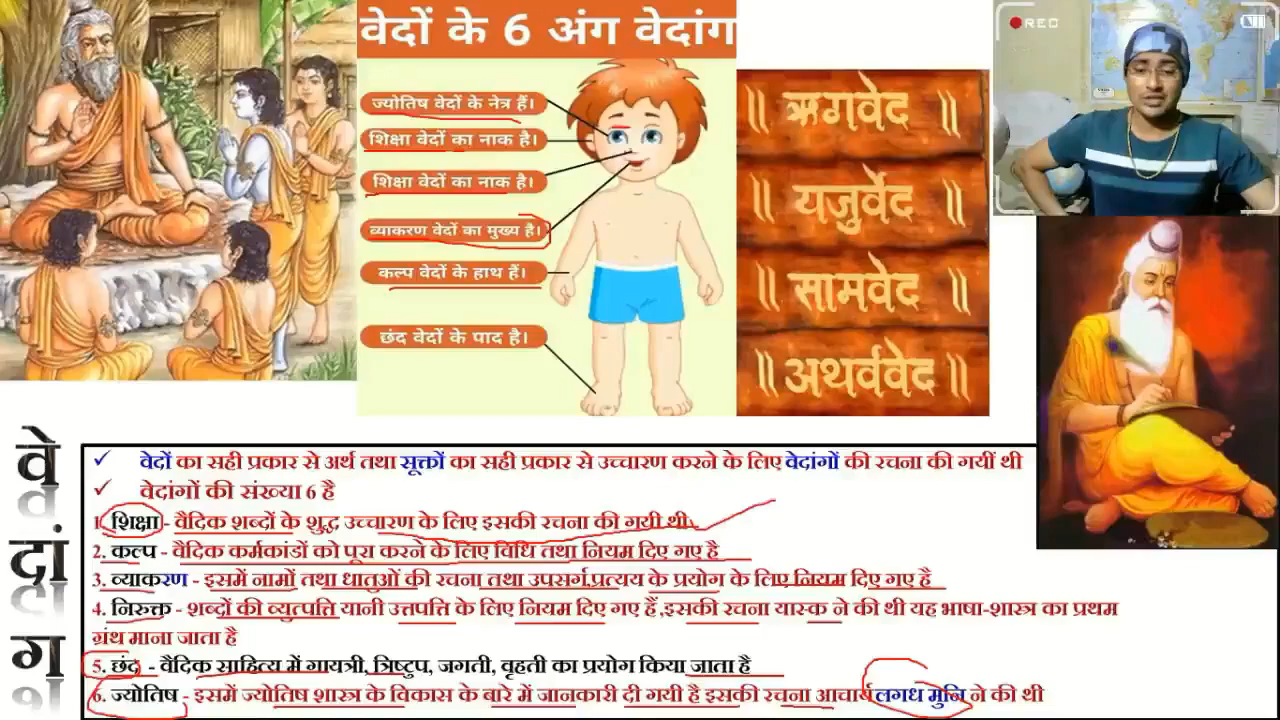 वेदों के 6 अंग वेदांग
ज्योतिष वेदों के नेत्र हैं।
शिक्षा वेदों का नाक है।
शिक्षा वेदों का नाक है।
व्याकरण वेदों का मुख्य है।
कल्प वेदों के हाथ हैं।
छंद वेदों के पाद है।
॥ ऋगवेद ॥
॥ यजुर्वेद ॥
॥ सामवेद ॥
॥ अथर्ववेद ॥
REC
वेदांग
✓ वेदों का सही प्रकार से अर्थ तथा सूक्तों का सही प्रकार से उच्चारण करने के लिए वेदांगों की रचना की गयीं थी
✓ वेदांगों की संख्या 6 है
1. शिक्षा - वैदिक शब्दों के शुद्ध उच्चारण के लिए इसकी रचना की गयी थी
2. कल्प - वैदिक कर्मकांडों को पूरा करने के लिए विधि तथा नियम दिए गए है
3. व्याकरण - इसमें नामों तथा धातुओं की रचना तथा उपसर्ग,प्रत्यय के प्रयोग के लिए नियम दिए गए है
4. निरुक्त - शब्दों की व्युत्पत्ति यानी उत्तपत्ति के लिए नियम दिए गए हैं ,इसकी रचना यास्क ने की थी यह भाषा-शास्त्र का प्रथम
ग्रंथ माना जाता है
5. छंद - वैदिक साहित्य में गायत्री, त्रिष्टुप, जगती, वृहती का प्रयोग किया जाता है
6. ज्योतिष - इसमें ज्योतिष शास्त्र के विकास के बारे में जानकारी दी गयी है इसकी रचना आचार्य लगध मुनि ने की थी